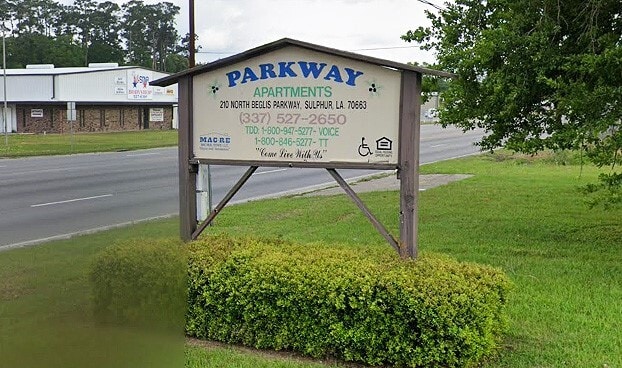 PARKWAY
APARTMENTS
210 NORTH BEGLIS PARKWAY, SULPHUR, LA. 70663
(337) 527-2650
TDD: 1-800-947-5277- VOICE
1-800-846-5277- TT
"Come Live With Us"